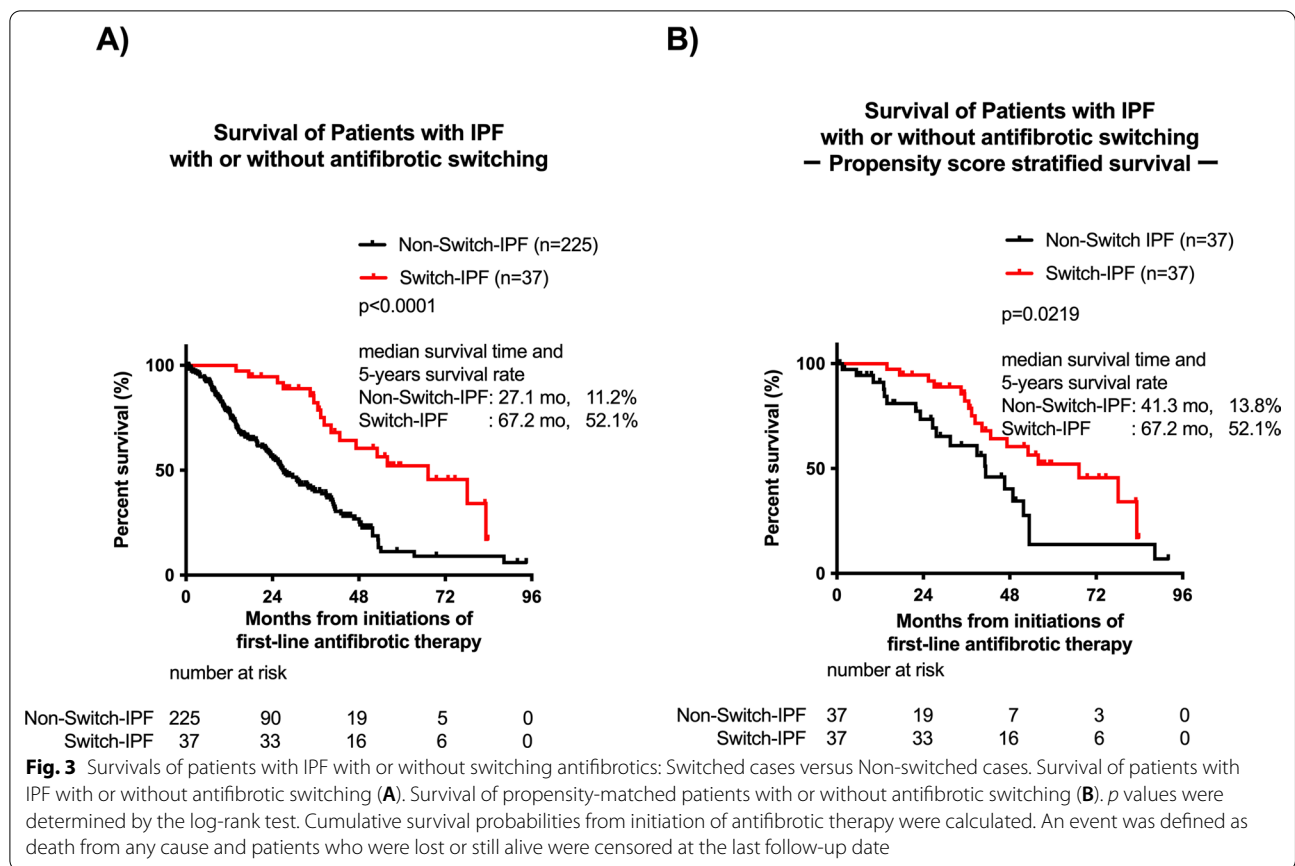 A)
Survival of Patients with IPF
with or without antifibrotic switching
Non-Switch-IPF (n=225)
Switch-IPF (n=37)
p<0.0001
median survival time and
5-years survival rate
Non-Switch-IPF: 27.1 mo, 11.2%
Switch-IPF : 67.2 mo, 52.1%
Percent survival (%)
100
50
0
0 24 48 72 96
Months from initiations of
first-line antifibrotic therapy
number at risk
Non-Switch-IPF 225 90 19 5 0
Switch-IPF 37 33 16 6 0
B)
Survival of Patients with IPF
with or without antifibrotic switching
— Propensity score stratified survival —
Non-Switch IPF (n=37)
Switch-IPF (n=37)
p=0.0219
median survival time and
5-years survival rate
Non-Switch-IPF: 41.3 mo, 13.8%
Switch-IPF : 67.2 mo, 52.1%
Percent survival (%)
100
50
0
0 24 48 72 96
Months from initiations of
first-line antifibrotic therapy
number at risk
Non-Switch-IPF 37 19 7 3 0
Switch-IPF 37 33 16 6 0
Fig. 3 Survivals of patients with IPF with or without switching antifibrotics: Switched cases versus Non-switched cases. Survival of patients with
IPF with or without antifibrotic switching (A). Survival of propensity-matched patients with or without antifibrotic switching (B). p values were
determined by the log-rank test. Cumulative survival probabilities from initiation of antifibrotic therapy were calculated. An event was defined as
death from any cause and patients who were lost or still alive were censored at the last follow-up date